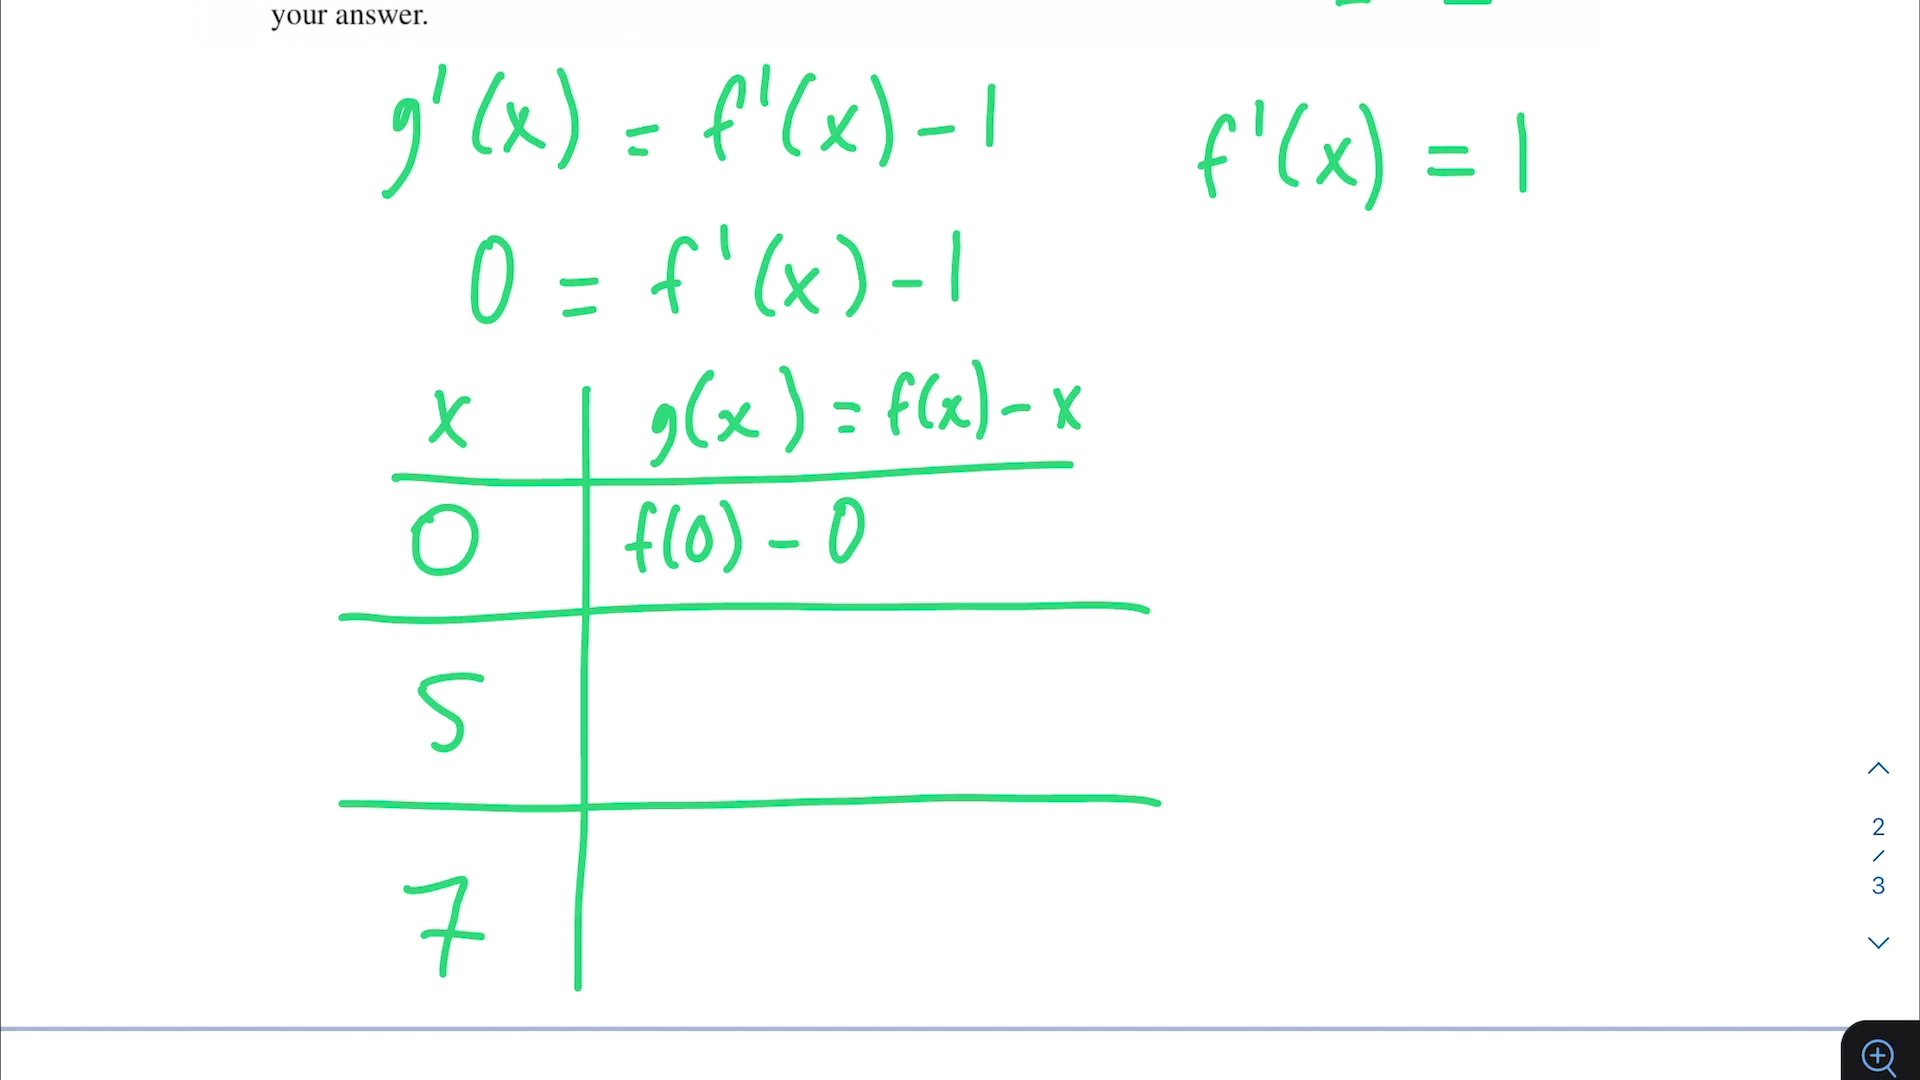 your answer.
g'(x) = f'(x) - 1
f'(x) = 1
0 = f'(x) - 1
x g(x) = f(x) - x
0 f(0) - 0
5
7
2
/
3